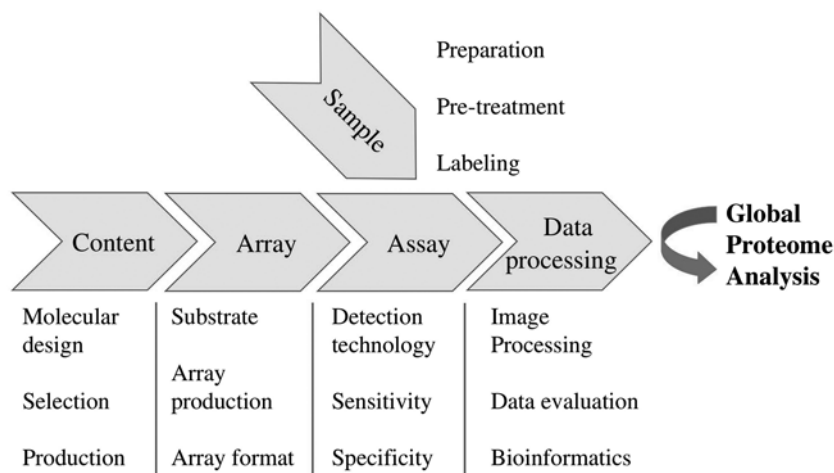 Preparation
Pre-treatment
Labeling
Sample
Content
Array
Assay
Data
processing
Global
Proteome
Analysis
Molecular
design
Selection
Production
Substrate
Array
production
Array format
Detection
technology
Sensitivity
Specificity
Image
Processing
Data evaluation
Bioinformatics